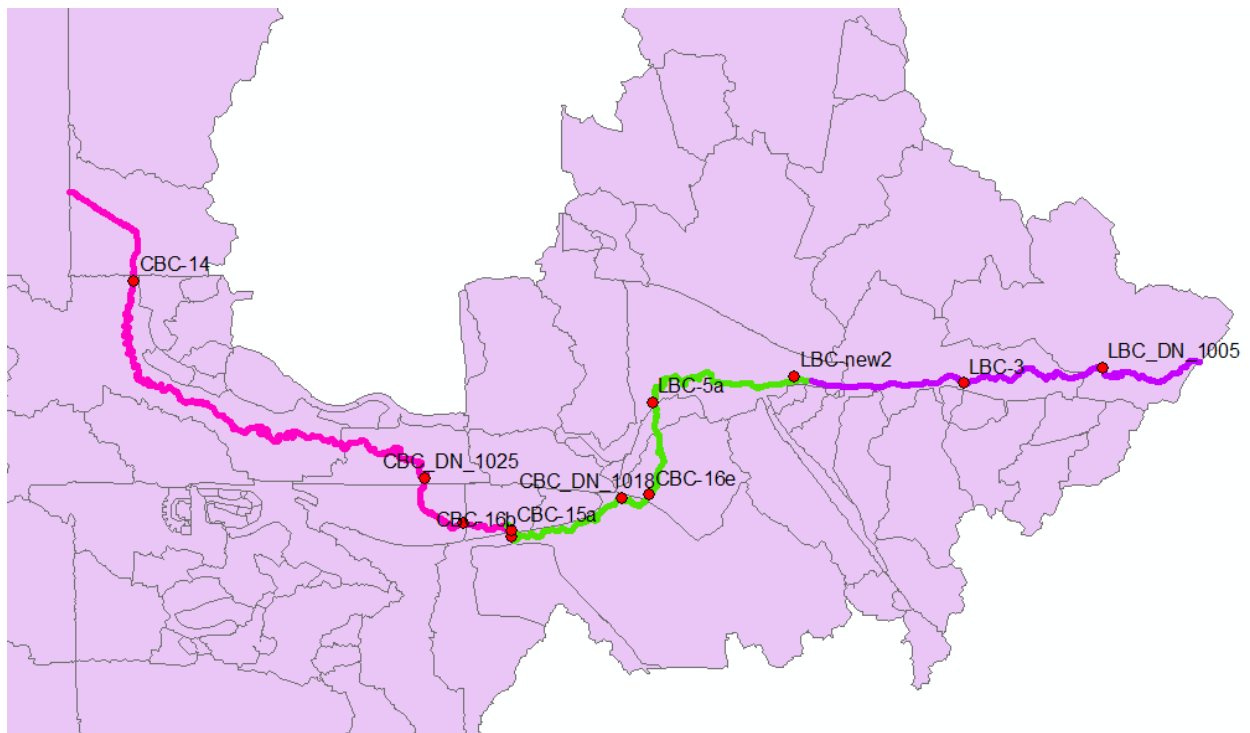 CBC-14
LBC-new2
LBC_DN_1005
LBC-3
LBC-5a
CBC_DN_1025
CBC_DN_1018
CBC-16e
CBC-16b
CBC-15a